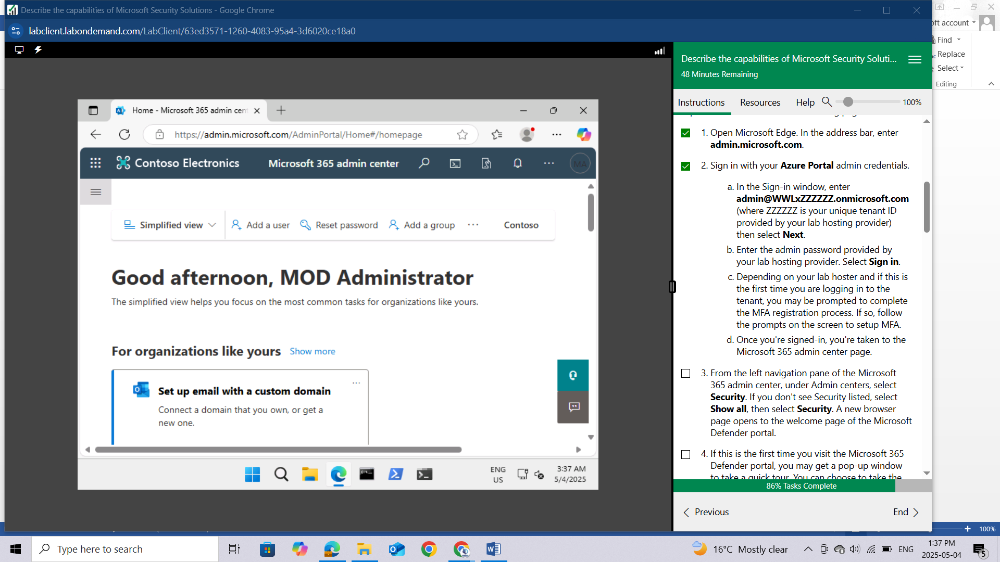 Describe the capabilities of Microsoft Security Solutions - Google Chrome
labclient.labondemand.com/LabClient/63ed3571-1260-4083-95a4-3d6020ce18a0
oft account
Find
Replace
Select
Editing
Describe the capabilities of Microsoft Security Soluti...
48 Minutes Remaining
Instructions Resources Help 100%
1. Open Microsoft Edge. In the address bar, enter
admin.microsoft.com.
2. Sign in with your Azure Portal admin credentials.
a. In the Sign-in window, enter
admin@WWLxZZZZZZ.onmicrosoft.com
(where ZZZZZZ is your unique tenant ID
provided by your lab hosting provider)
then select Next.
b. Enter the admin password provided by
your lab hosting provider. Select Sign in.
c. Depending on your lab hoster and if this is
the first time you are logging in to the
tenant, you may be prompted to complete
the MFA registration process. If so, follow
the prompts on the screen to setup MFA.
d. Once you're signed-in, you're taken to the
Microsoft 365 admin center page.
3. From the left navigation pane of the Microsoft
365 admin center, under Admin centers, select
Security. If you don't see Security listed, select
Show all, then select Security. A new browser
page opens to the welcome page of the Microsoft
Defender portal.
4. If this is the first time you visit the Microsoft 365
Defender portal, you may get a pop-up window
to take a quick tour. You can choose to take the
86% Tasks Complete
Previous End
Home - Microsoft 365 admin cent
https://admin.microsoft.com/AdminPortal/Home#/homepage
Contoso Electronics Microsoft 365 admin center MA
Simplified view Add a user Reset password Add a group ... Contoso
Good afternoon, MOD Administrator
The simplified view helps you focus on the most common tasks for organizations like yours.
For organizations like yours Show more
Set up email with a custom domain
Connect a domain that you own, or get a
new one.
ENG
US
3:37 AM
5/4/2025
100%
Type here to search
16°C Mostly clear
ENG
1:37 PM
2025-05-04
5